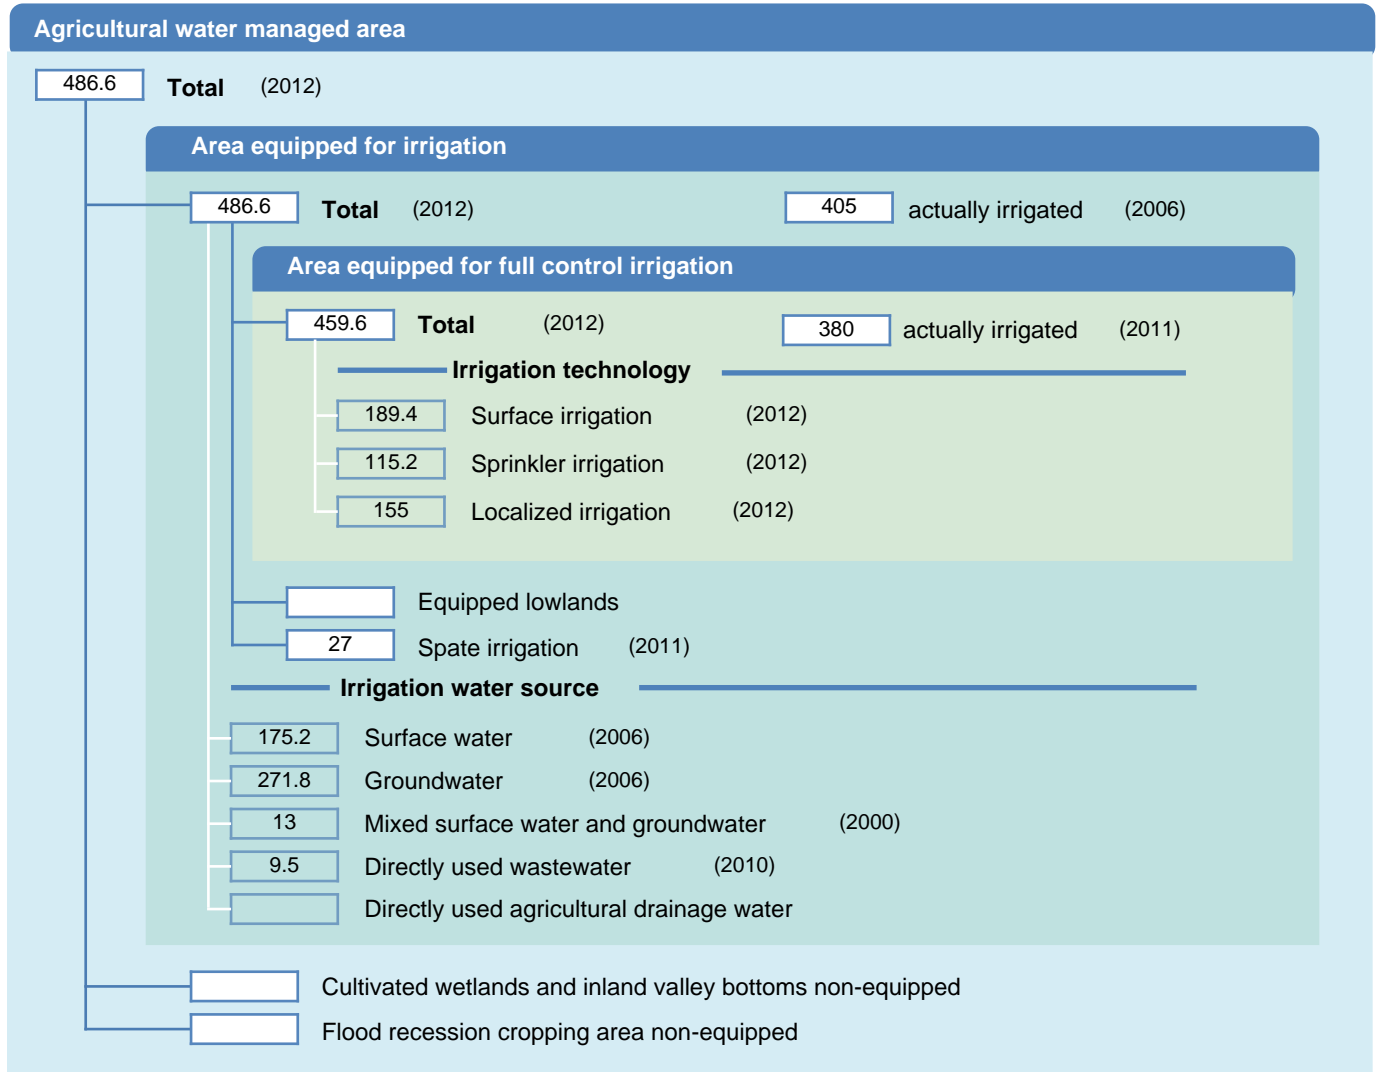 Agricultural water managed area
486.6 Total (2012)
Area equipped for irrigation
486.6 Total (2012) 405 actually irrigated (2006)
Area equipped for full control irrigation
459.6 Total (2012) 380 actually irrigated (2011)
Irrigation technology
189.4 Surface irrigation (2012)
115.2 Sprinkler irrigation (2012)
155 Localized irrigation (2012)
Equipped lowlands
27 Spate irrigation (2011)
Irrigation water source
175.2 Surface water (2006)
271.8 Groundwater (2006)
13 Mixed surface water and groundwater (2000)
9.5 Directly used wastewater (2010)
Directly used agricultural drainage water
Cultivated wetlands and inland valley bottoms non-equipped
Flood recession cropping area non-equipped